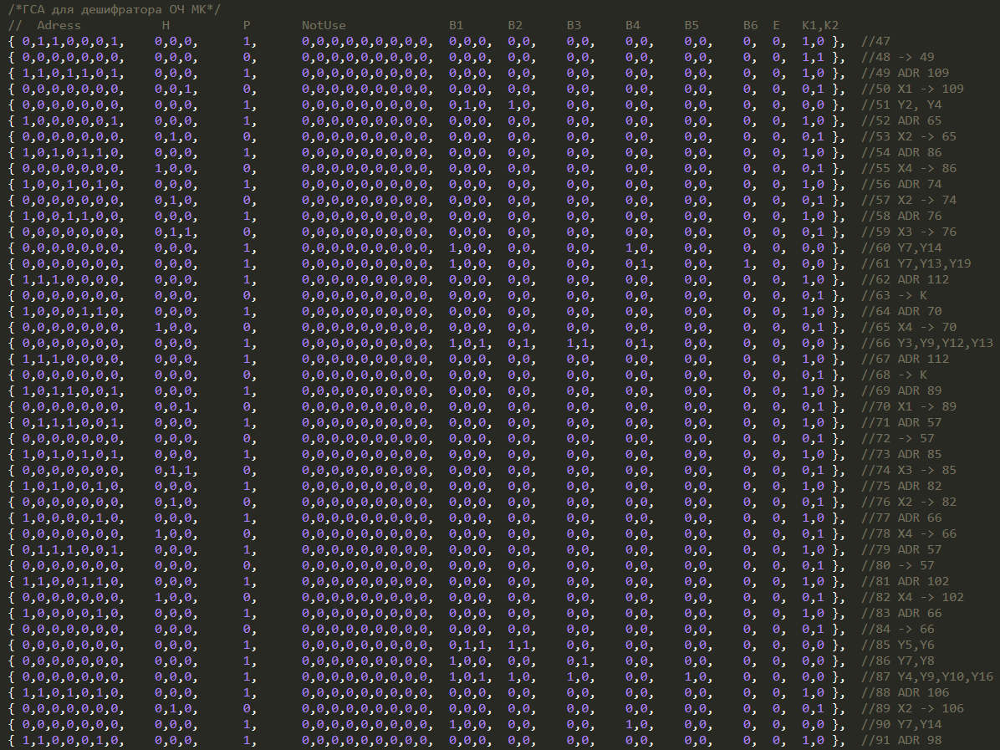 /*ГСА для дешифратора ОЧ МК*/
// Adress H P NotUse B1 B2 B3 B4 B5 B6 E K1,K2
{ 0,1,1,0,0,0,1, 0,0,0, 1, 0,0,0,0,0,0,0,0,0, 0,0,0, 0,0, 0,0, 0,0, 0,0, 0, 0, 1,0 }, //47
{ 0,0,0,0,0,0,0, 0,0,0, 0, 0,0,0,0,0,0,0,0,0, 0,0,0, 0,0, 0,0, 0,0, 0,0, 0, 0, 1,1 }, //48 -> 49
{ 1,1,0,1,1,0,1, 0,0,0, 1, 0,0,0,0,0,0,0,0,0, 0,0,0, 0,0, 0,0, 0,0, 0,0, 0, 0, 1,0 }, //49 ADR 109
{ 0,0,0,0,0,0,0, 0,0,1, 0, 0,0,0,0,0,0,0,0,0, 0,0,0, 0,0, 0,0, 0,0, 0,0, 0, 0, 0,1 }, //50 X1 -> 109
{ 0,0,0,0,0,0,0, 0,0,0, 1, 0,0,0,0,0,0,0,0,0, 0,1,0, 1,0, 0,0, 0,0, 0,0, 0, 0, 0,0 }, //51 Y2, Y4
{ 1,0,0,0,0,0,1, 0,0,0, 1, 0,0,0,0,0,0,0,0,0, 0,0,0, 0,0, 0,0, 0,0, 0,0, 0, 0, 1,0 }, //52 ADR 65
{ 0,0,0,0,0,0,0, 0,1,0, 0, 0,0,0,0,0,0,0,0,0, 0,0,0, 0,0, 0,0, 0,0, 0,0, 0, 0, 0,1 }, //53 X2 -> 65
{ 1,0,1,0,1,1,0, 0,0,0, 1, 0,0,0,0,0,0,0,0,0, 0,0,0, 0,0, 0,0, 0,0, 0,0, 0, 0, 1,0 }, //54 ADR 86
{ 0,0,0,0,0,0,0, 1,0,0, 0, 0,0,0,0,0,0,0,0,0, 0,0,0, 0,0, 0,0, 0,0, 0,0, 0, 0, 0,1 }, //55 X4 -> 86
{ 1,0,0,1,0,1,0, 0,0,0, 1, 0,0,0,0,0,0,0,0,0, 0,0,0, 0,0, 0,0, 0,0, 0,0, 0, 0, 1,0 }, //56 ADR 74
{ 0,0,0,0,0,0,0, 0,1,0, 0, 0,0,0,0,0,0,0,0,0, 0,0,0, 0,0, 0,0, 0,0, 0,0, 0, 0, 0,1 }, //57 X2 -> 74
{ 1,0,0,1,1,0,0, 0,0,0, 1, 0,0,0,0,0,0,0,0,0, 0,0,0, 0,0, 0,0, 0,0, 0,0, 0, 0, 1,0 }, //58 ADR 76
{ 0,0,0,0,0,0,0, 0,1,1, 0, 0,0,0,0,0,0,0,0,0, 0,0,0, 0,0, 0,0, 0,0, 0,0, 0, 0, 0,1 }, //59 X3 -> 76
{ 0,0,0,0,0,0,0, 0,0,0, 1, 0,0,0,0,0,0,0,0,0, 1,0,0, 0,0, 0,0, 1,0, 0,0, 0, 0, 0,0 }, //60 Y7,Y14
{ 0,0,0,0,0,0,0, 0,0,0, 1, 0,0,0,0,0,0,0,0,0, 1,0,0, 0,0, 0,0, 0,1, 0,0, 1, 0, 0,0 }, //61 Y7,Y13,Y19
{ 1,1,1,0,0,0,0, 0,0,0, 1, 0,0,0,0,0,0,0,0,0, 0,0,0, 0,0, 0,0, 0,0, 0,0, 0, 0, 1,0 }, //62 ADR 112
{ 0,0,0,0,0,0,0, 0,0,0, 0, 0,0,0,0,0,0,0,0,0, 0,0,0, 0,0, 0,0, 0,0, 0,0, 0, 0, 0,1 }, //63 -> K
{ 1,0,0,0,1,1,0, 0,0,0, 1, 0,0,0,0,0,0,0,0,0, 0,0,0, 0,0, 0,0, 0,0, 0,0, 0, 0, 1,0 }, //64 ADR 70
{ 0,0,0,0,0,0,0, 1,0,0, 0, 0,0,0,0,0,0,0,0,0, 0,0,0, 0,0, 0,0, 0,0, 0,0, 0, 0, 0,1 }, //65 X4 -> 70
{ 0,0,0,0,0,0,0, 0,0,0, 1, 0,0,0,0,0,0,0,0,0, 1,0,1, 0,1, 1,1, 0,1, 0,0, 0, 0, 0,0 }, //66 Y3,Y9,Y12,Y13
{ 1,1,1,0,0,0,0, 0,0,0, 1, 0,0,0,0,0,0,0,0,0, 0,0,0, 0,0, 0,0, 0,0, 0,0, 0, 0, 1,0 }, //67 ADR 112
{ 0,0,0,0,0,0,0, 0,0,0, 0, 0,0,0,0,0,0,0,0,0, 0,0,0, 0,0, 0,0, 0,0, 0,0, 0, 0, 0,1 }, //68 -> K
{ 1,0,1,1,0,0,1, 0,0,0, 1, 0,0,0,0,0,0,0,0,0, 0,0,0, 0,0, 0,0, 0,0, 0,0, 0, 0, 1,0 }, //69 ADR 89
{ 0,0,0,0,0,0,0, 0,0,1, 0, 0,0,0,0,0,0,0,0,0, 0,0,0, 0,0, 0,0, 0,0, 0,0, 0, 0, 0,1 }, //70 X1 -> 89
{ 0,1,1,1,0,0,1, 0,0,0, 1, 0,0,0,0,0,0,0,0,0, 0,0,0, 0,0, 0,0, 0,0, 0,0, 0, 0, 1,0 }, //71 ADR 57
{ 0,0,0,0,0,0,0, 0,0,0, 0, 0,0,0,0,0,0,0,0,0, 0,0,0, 0,0, 0,0, 0,0, 0,0, 0, 0, 0,1 }, //72 -> 57
{ 1,0,1,0,1,0,1, 0,0,0, 1, 0,0,0,0,0,0,0,0,0, 0,0,0, 0,0, 0,0, 0,0, 0,0, 0, 0, 1,0 }, //73 ADR 85
{ 0,0,0,0,0,0,0, 0,1,1, 0, 0,0,0,0,0,0,0,0,0, 0,0,0, 0,0, 0,0, 0,0, 0,0, 0, 0, 0,1 }, //74 X3 -> 85
{ 1,0,1,0,0,1,0, 0,0,0, 1, 0,0,0,0,0,0,0,0,0, 0,0,0, 0,0, 0,0, 0,0, 0,0, 0, 0, 1,0 }, //75 ADR 82
{ 0,0,0,0,0,0,0, 0,1,0, 0, 0,0,0,0,0,0,0,0,0, 0,0,0, 0,0, 0,0, 0,0, 0,0, 0, 0, 0,1 }, //76 X2 -> 82
{ 1,0,0,0,0,1,0, 0,0,0, 1, 0,0,0,0,0,0,0,0,0, 0,0,0, 0,0, 0,0, 0,0, 0,0, 0, 0, 1,0 }, //77 ADR 66
{ 0,0,0,0,0,0,0, 1,0,0, 0, 0,0,0,0,0,0,0,0,0, 0,0,0, 0,0, 0,0, 0,0, 0,0, 0, 0, 0,1 }, //78 X4 -> 66
{ 0,1,1,1,0,0,1, 0,0,0, 1, 0,0,0,0,0,0,0,0,0, 0,0,0, 0,0, 0,0, 0,0, 0,0, 0, 0, 1,0 }, //79 ADR 57
{ 0,0,0,0,0,0,0, 0,0,0, 0, 0,0,0,0,0,0,0,0,0, 0,0,0, 0,0, 0,0, 0,0, 0,0, 0, 0, 0,1 }, //80 -> 57
{ 1,1,0,0,1,1,0, 0,0,0, 1, 0,0,0,0,0,0,0,0,0, 0,0,0, 0,0, 0,0, 0,0, 0,0, 0, 0, 1,0 }, //81 ADR 102
{ 0,0,0,0,0,0,0, 1,0,0, 0, 0,0,0,0,0,0,0,0,0, 0,0,0, 0,0, 0,0, 0,0, 0,0, 0, 0, 0,1 }, //82 X4 -> 102
{ 1,0,0,0,0,1,0, 0,0,0, 1, 0,0,0,0,0,0,0,0,0, 0,0,0, 0,0, 0,0, 0,0, 0,0, 0, 0, 1,0 }, //83 ADR 66
{ 0,0,0,0,0,0,0, 0,0,0, 0, 0,0,0,0,0,0,0,0,0, 0,0,0, 0,0, 0,0, 0,0, 0,0, 0, 0, 0,1 }, //84 -> 66
{ 0,0,0,0,0,0,0, 0,0,0, 1, 0,0,0,0,0,0,0,0,0, 0,1,1, 1,1, 0,0, 0,0, 0,0, 0, 0, 0,0 }, //85 Y5,Y6
{ 0,0,0,0,0,0,0, 0,0,0, 1, 0,0,0,0,0,0,0,0,0, 1,0,0, 0,0, 0,1, 0,0, 0,0, 0, 0, 0,0 }, //86 Y7,Y8
{ 0,0,0,0,0,0,0, 0,0,0, 1, 0,0,0,0,0,0,0,0,0, 1,0,1, 1,0, 1,0, 0,0, 1,0, 0, 0, 0,0 }, //87 Y4,Y9,Y10,Y16
{ 1,1,0,1,0,1,0, 0,0,0, 1, 0,0,0,0,0,0,0,0,0, 0,0,0, 0,0, 0,0, 0,0, 0,0, 0, 0, 1,0 }, //88 ADR 106
{ 0,0,0,0,0,0,0, 0,1,0, 0, 0,0,0,0,0,0,0,0,0, 0,0,0, 0,0, 0,0, 0,0, 0,0, 0, 0, 0,1 }, //89 X2 -> 106
{ 0,0,0,0,0,0,0, 0,0,0, 1, 0,0,0,0,0,0,0,0,0, 1,0,0, 0,0, 0,0, 1,0, 0,0, 0, 0, 0,0 }, //90 Y7,Y14
{ 1,1,0,0,0,1,0, 0,0,0, 1, 0,0,0,0,0,0,0,0,0, 0,0,0, 0,0, 0,0, 0,0, 0,0, 0, 0, 1,0 }, //91 ADR 98